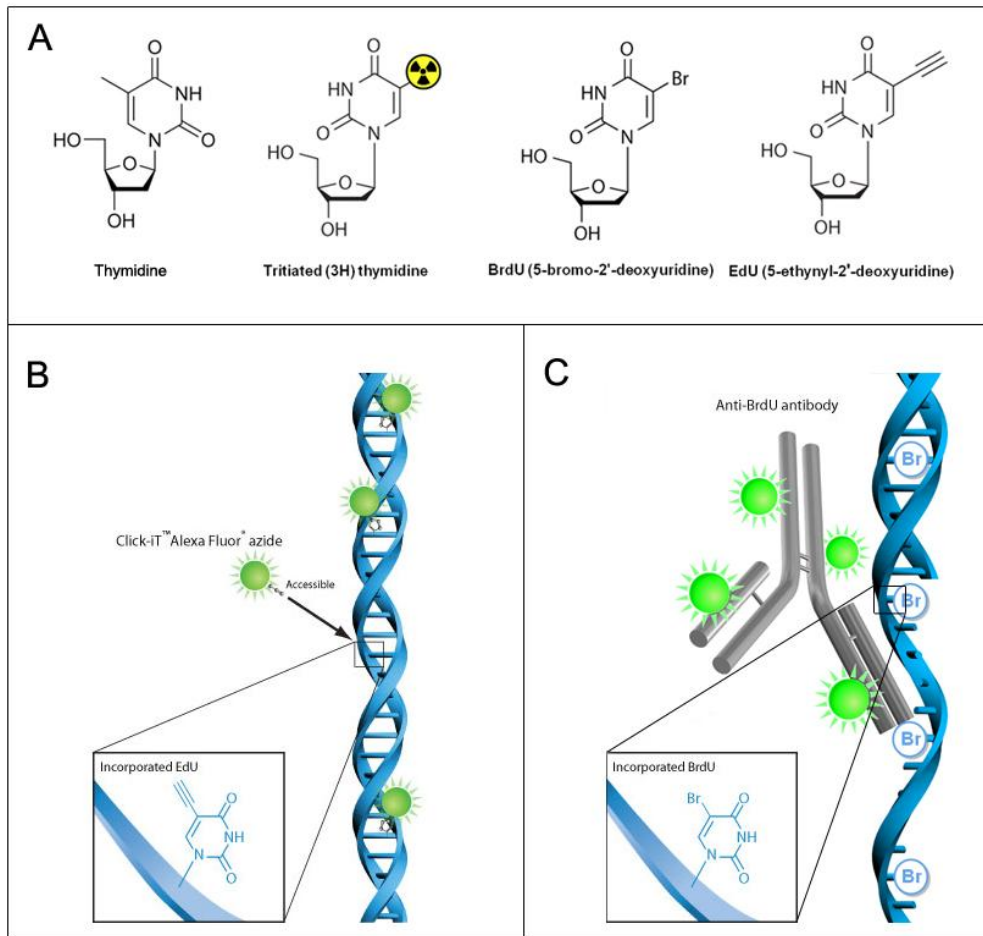 A
O
NH
N
O
HO
O
OH
Thymidine
O
HN
O
N
HO
O
OH
Tritiated (3H) thymidine
O
Br
HN
O
N
HO
O
OH
BrdU (5-bromo-2'-deoxyuridine)
O
HN
O
N
HO
O
OH
EdU (5-ethynyl-2'-deoxyuridine)
B
Click-iT™ Alexa Fluor® azide
Accessible
Incorporated EdU
O
NH
N
O
C
Anti-BrdU antibody
Br
Br
Br
Br
Incorporated BrdU
Br
O
NH
N
O